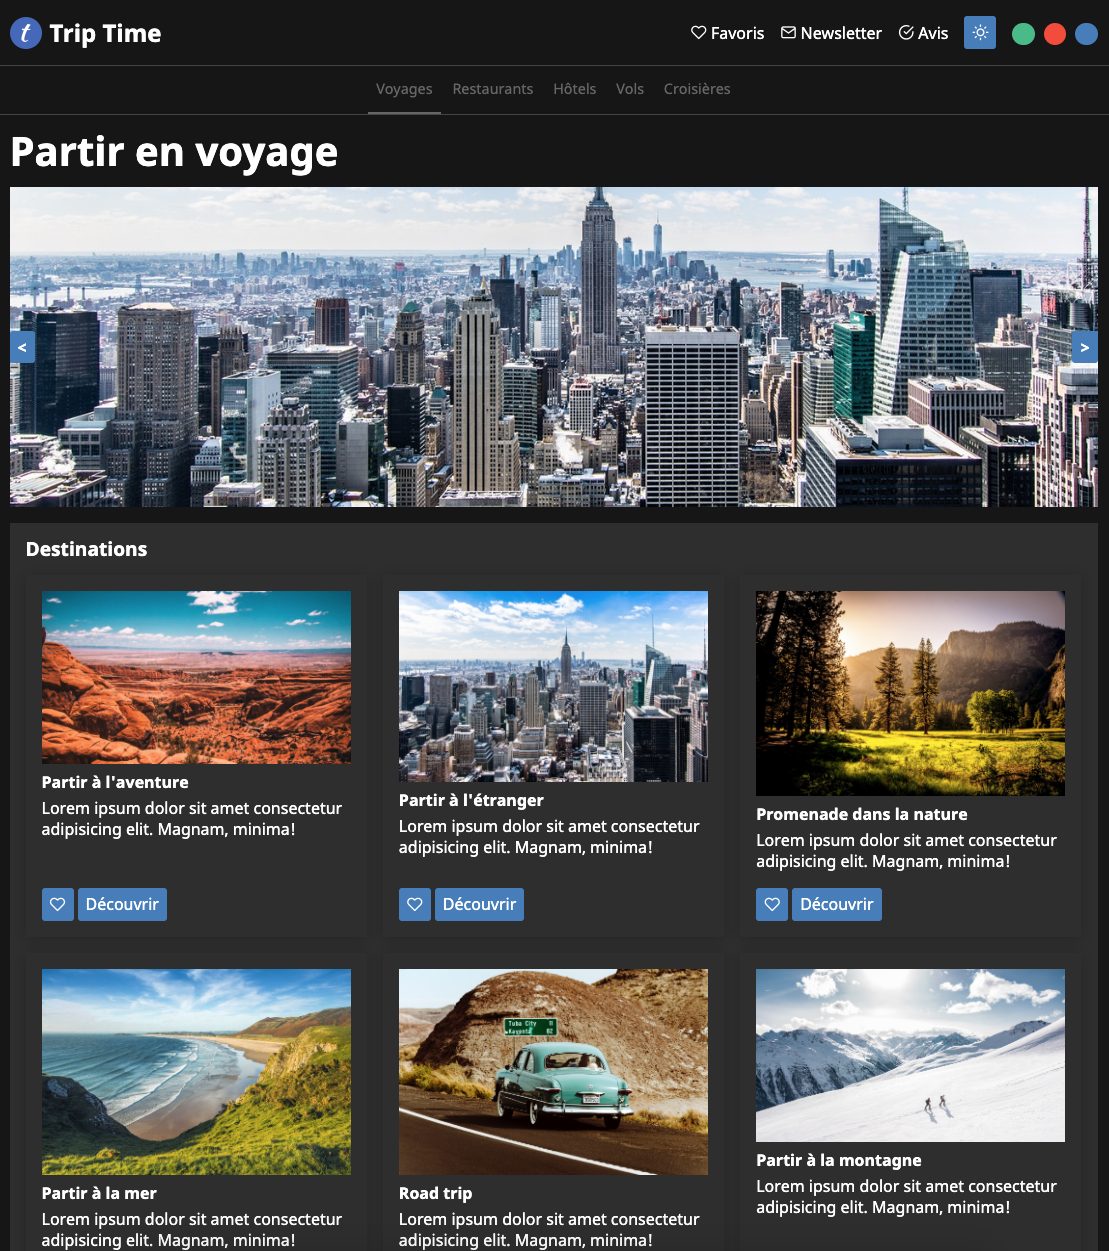 t Trip Time
Favoris Newsletter Avis
Voyages Restaurants Hôtels Vols Croisières
Partir en voyage
< >
Destinations
Partir à l'aventure
Lorem ipsum dolor sit amet consectetur
adipisicing elit. Magnam, minima!
Découvrir
Partir à l'étranger
Lorem ipsum dolor sit amet consectetur
adipisicing elit. Magnam, minima!
Découvrir
Promenade dans la nature
Lorem ipsum dolor sit amet consectetur
adipisicing elit. Magnam, minima!
Découvrir
Partir à la mer
Lorem ipsum dolor sit amet consectetur
adipisicing elit. Magnam, minima!
Tuba City 11
Kayenta 82
Road trip
Lorem ipsum dolor sit amet consectetur
adipisicing elit. Magnam, minima!
Partir à la montagne
Lorem ipsum dolor sit amet consectetur
adipisicing elit. Magnam, minima!